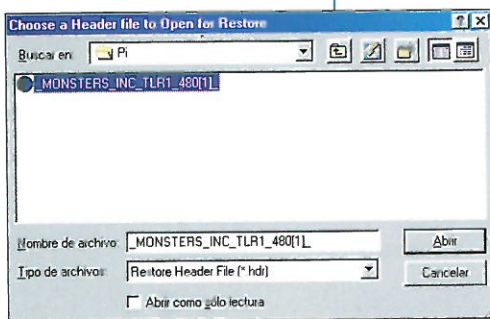 Choose a Header file to Open for Restore
Buscar en: Pi
_MONSTERS_INC_TLR1_480[1]_
Nombre de archivo: _MONSTERS_INC_TLR1_480[1]_ Abrir
Tipo de archivos: Restore Header File (*.hdr) Cancelar
Abrir como sólo lectura